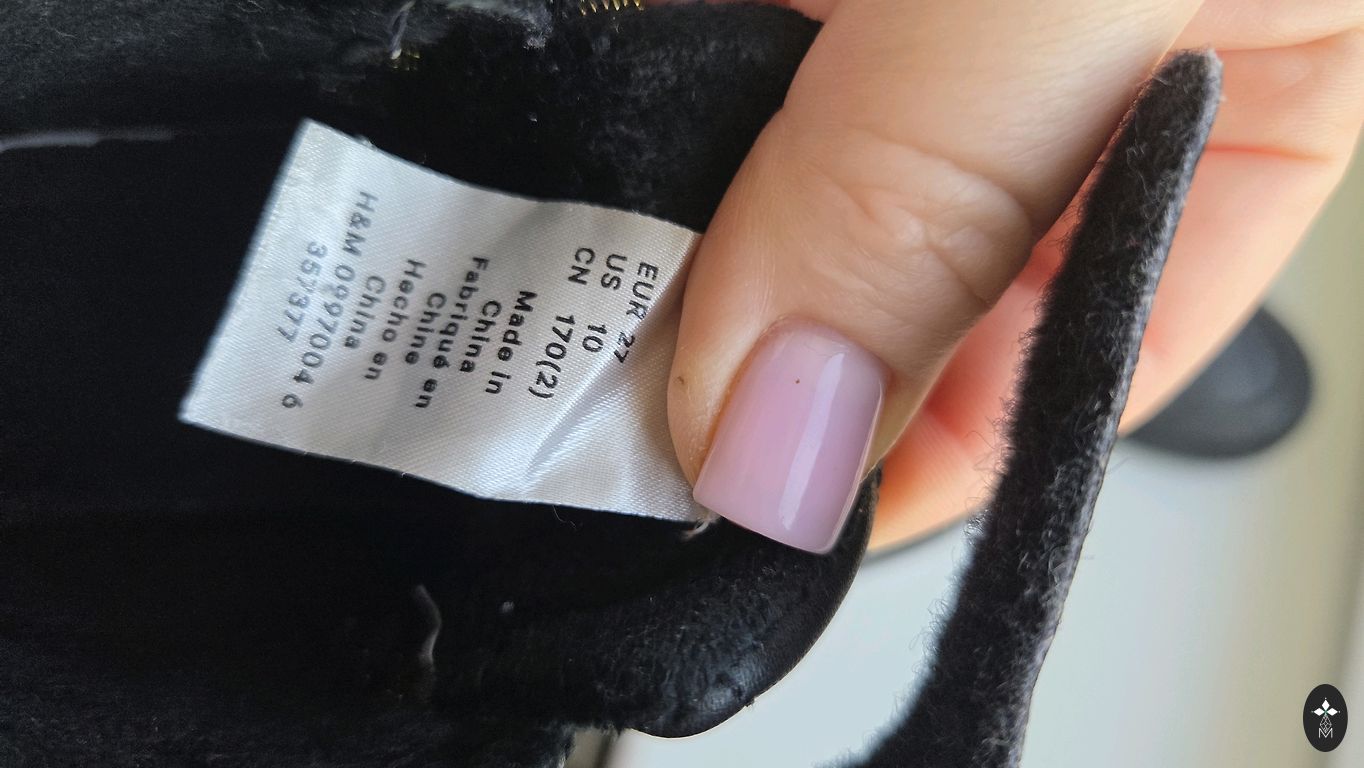 EUR 27
US 10
CN 170(2)
Made in
China
Fabriqué en
Chine
Hecho en
China
H&M 0997004 6
357377
M